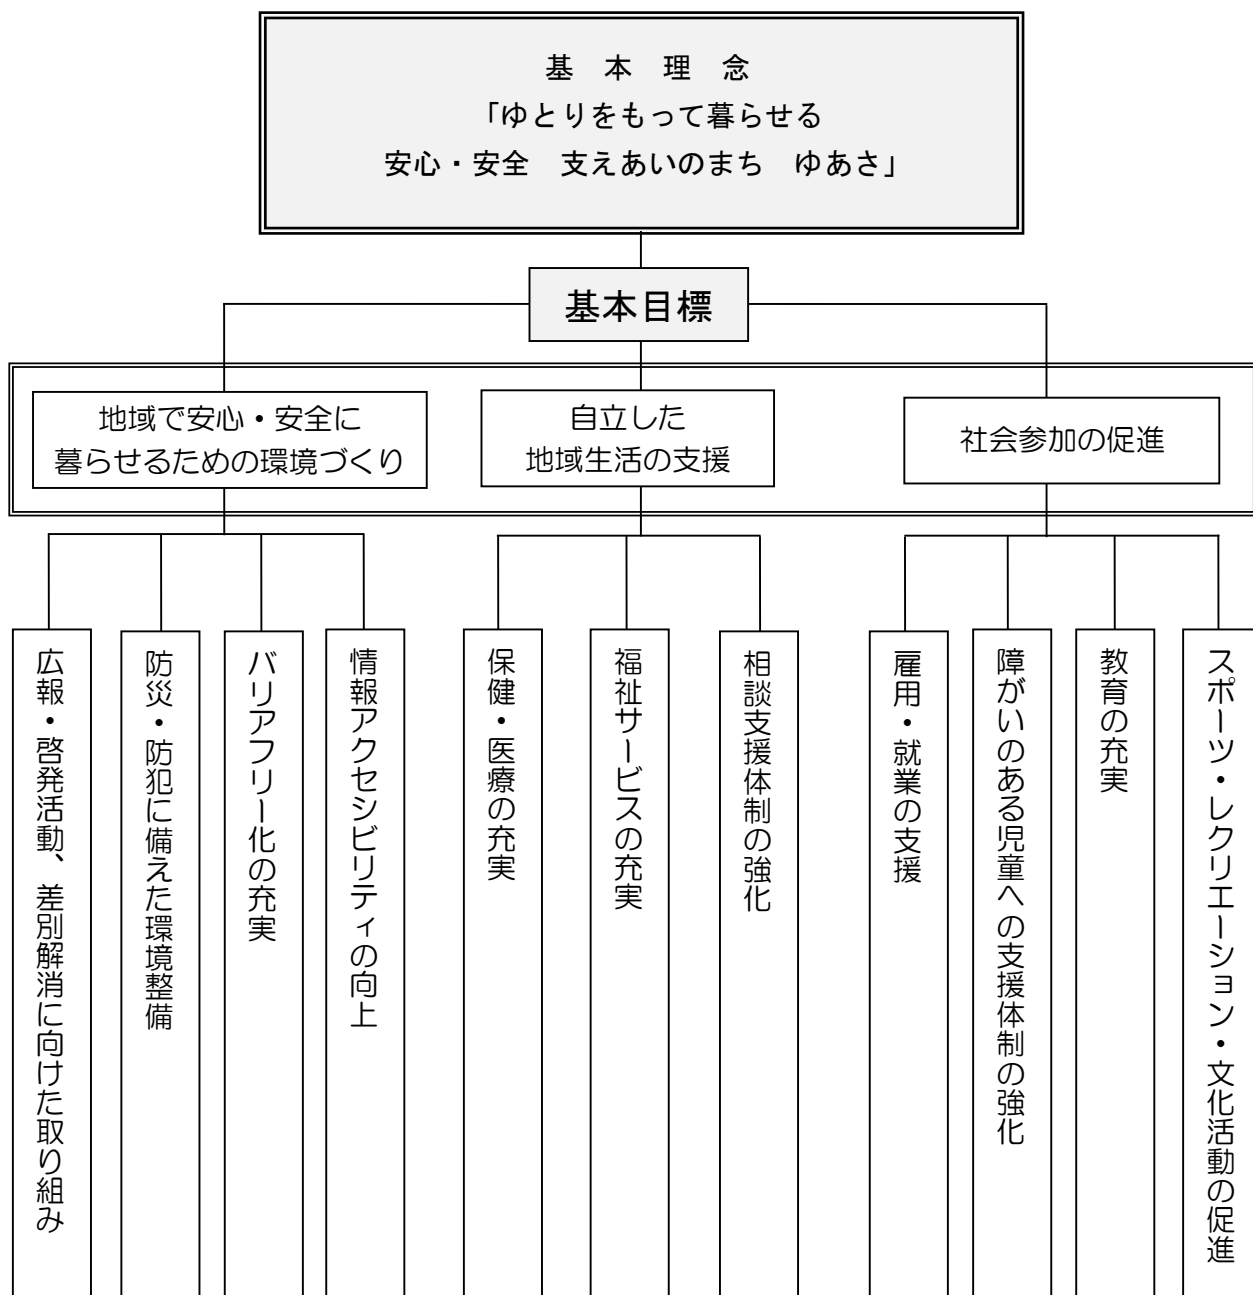 基　本　理　念
「ゆとりをもって暮らせる
安心・安全　支えあいのまち　ゆあさ」
基本目標
地域で安心・安全に
暮らせるための環境づくり
自立した
地域生活の支援
社会参加の促進
広報・啓発活動、差別解消に向けた取り組み
防災・防犯に備えた環境整備
バリアフリー化の充実
情報アクセシビリティの向上
保健・医療の充実
福祉サービスの充実
相談支援体制の強化
雇用・就業の支援
障がいのある児童への支援体制の強化
教育の充実
スポーツ・レクリエーション・文化活動の促進